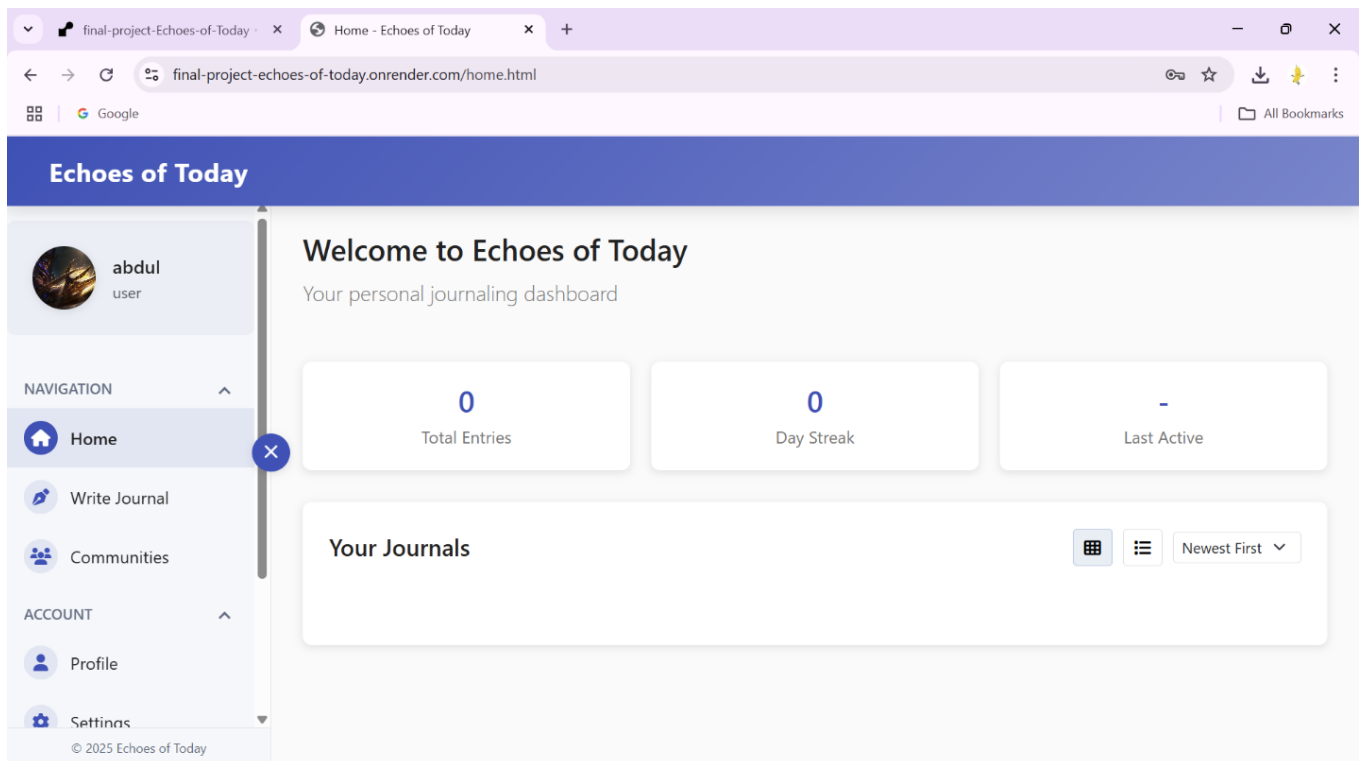 final-project-Echoes-of-Today ·
Home - Echoes of Today
final-project-echoes-of-today.onrender.com/home.html
Google
All Bookmarks
Echoes of Today
abdul
user
NAVIGATION
Home
Write Journal
Communities
ACCOUNT
Profile
Settings
© 2025 Echoes of Today
Welcome to Echoes of Today
Your personal journaling dashboard
0
Total Entries
0
Day Streak
-
Last Active
Your Journals
Newest First